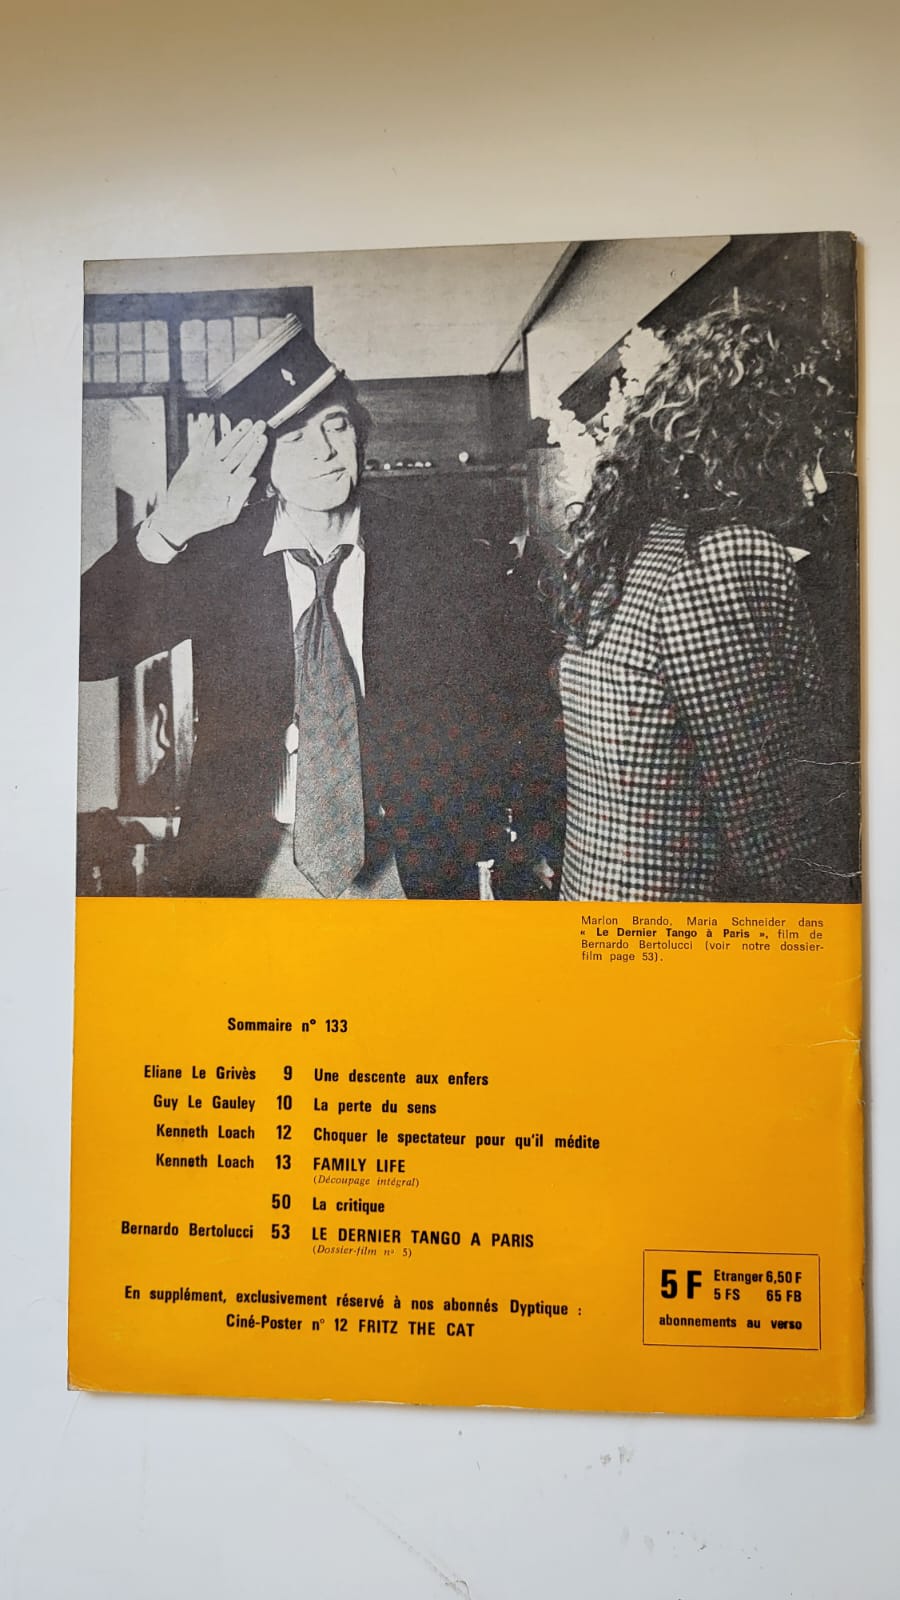 Marlon Brando, Maria Schneider dans
« Le Dernier Tango à Paris », film de
Bernardo Bertolucci (voir notre dossier-
film page 53).
Sommaire n° 133
Eliane Le Grivès 9 Une descente aux enfers
Guy Le Gauley 10 La perte du sens
Kenneth Loach 12 Choquer le spectateur pour qu'il médite
Kenneth Loach 13 FAMILY LIFE
(Découpage intégral)
50 La critique
Bernardo Bertolucci 53 LE DERNIER TANGO A PARIS
(Dossier-film n° 5)
En supplément, exclusivement réservé à nos abonnés Dyptique :
Ciné-Poster n° 12 FRITZ THE CAT
5 F Etranger 6,50 F
5 FS 65 FB
abonnements au verso